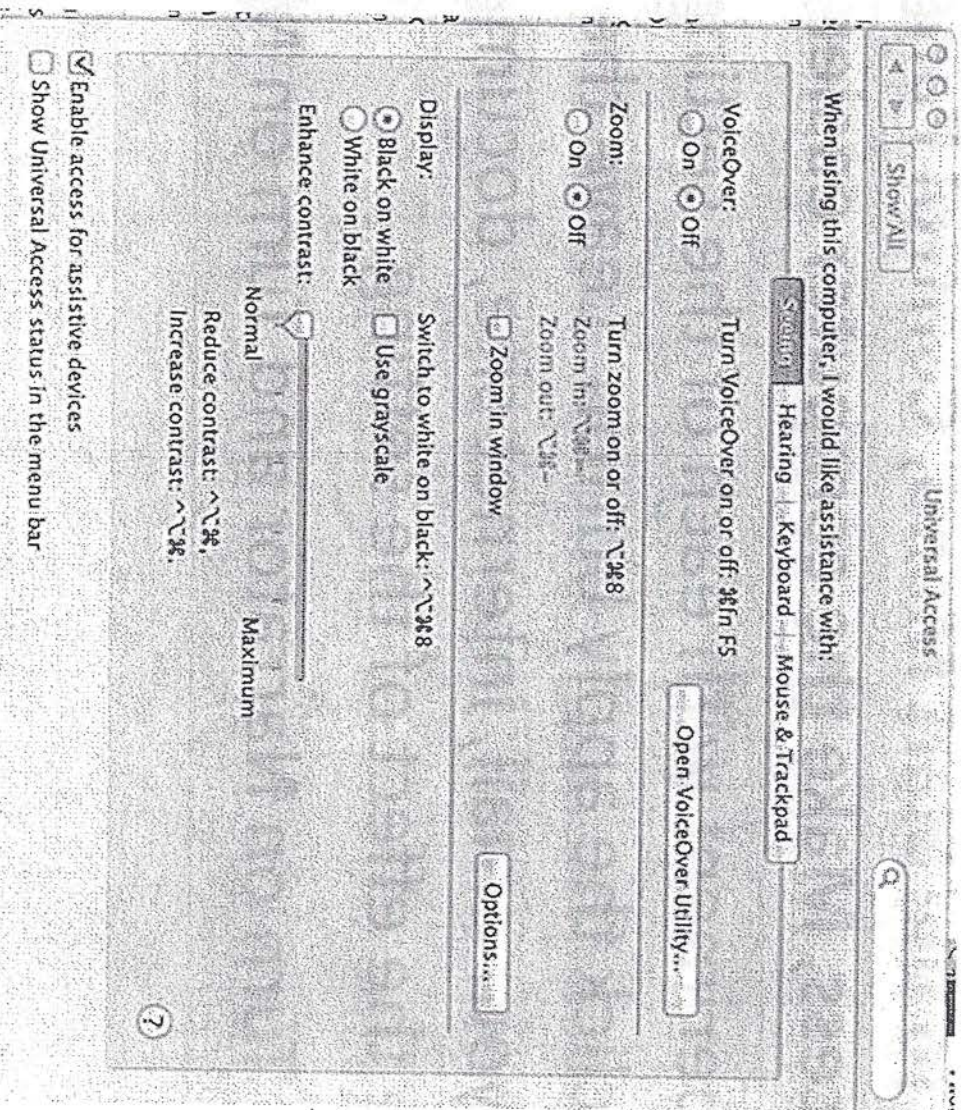 Universal Access
Show All
When using this computer, I would like assistance with:
Seeing Hearing Keyboard Mouse & Trackpad
VoiceOver: Turn VoiceOver on or off: ⌘fn F5
On Off Open VoiceOver Utility...
Zoom: Turn zoom on or off: ⌥⌘8
On Off Zoom in: ⌥⌘=
Zoom out: ⌥⌘-
Zoom in window Options...
Display: Switch to white on black: ^⌥⌘8
Black on white Use grayscale
White on black
Enhance contrast:
Normal Maximum
Reduce contrast: ^⌥⌘,
Increase contrast: ^⌥⌘.
?
Enable access for assistive devices
Show Universal Access status in the menu bar